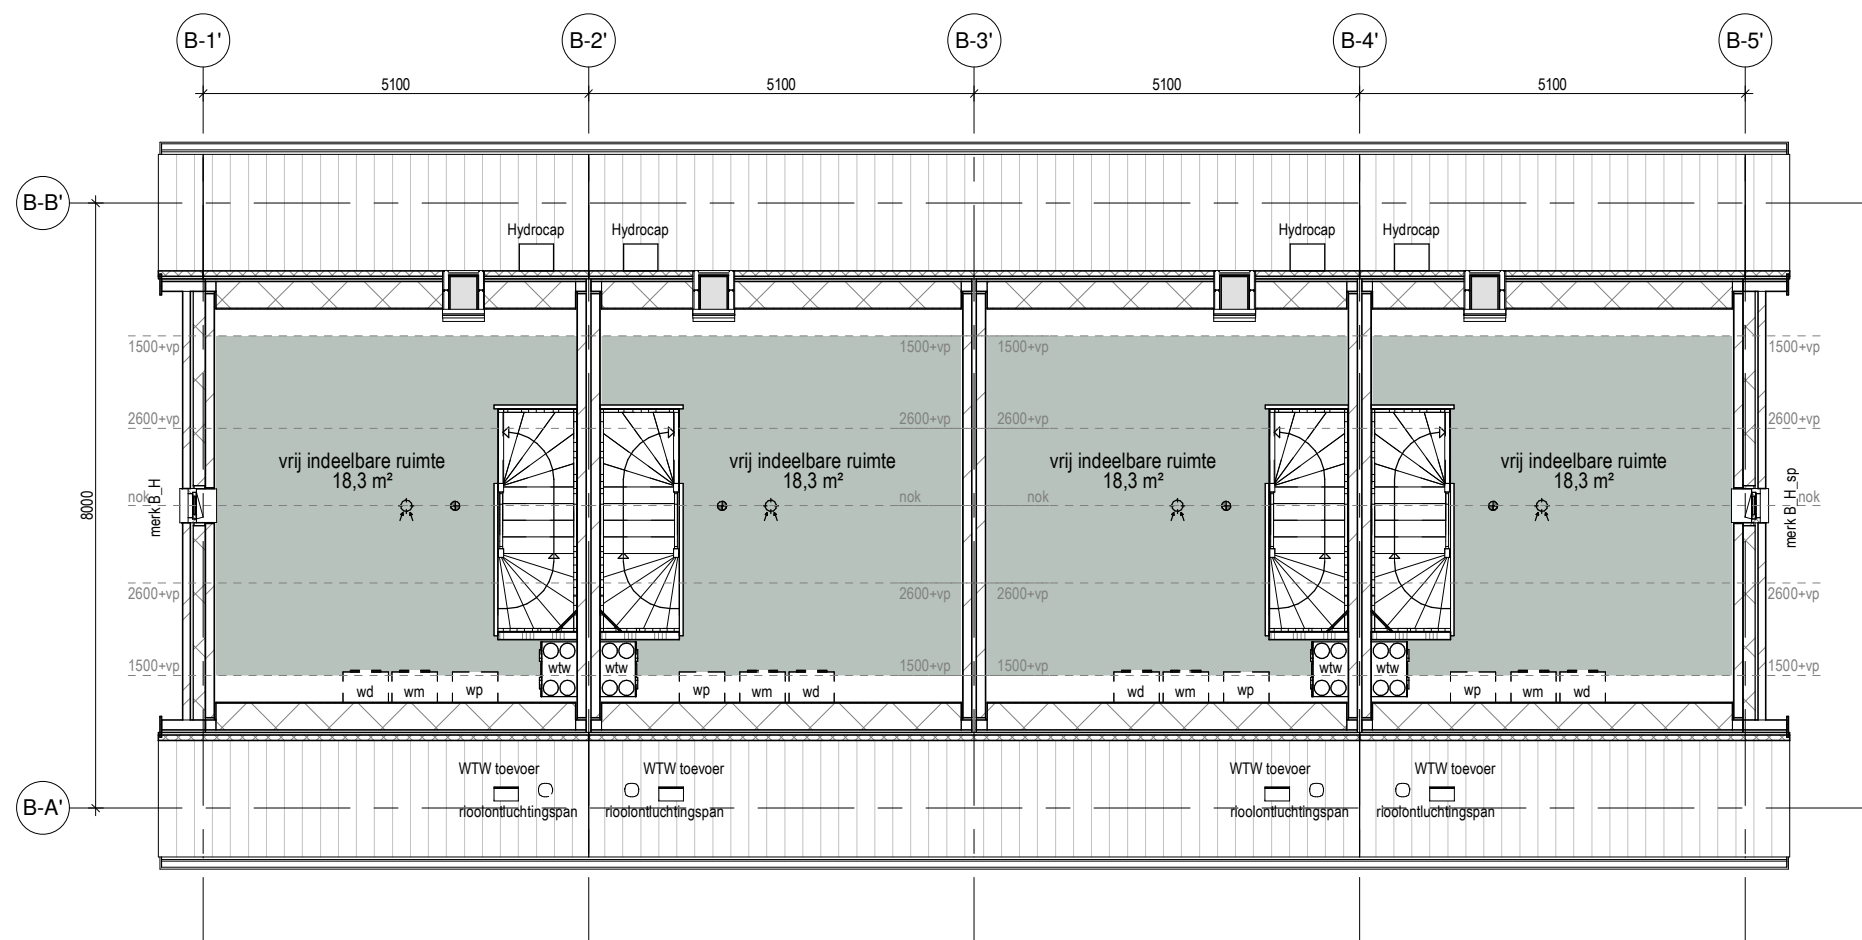 B-1'
B-2'
B-3'
B-4'
B-5'
5100
5100
5100
5100
B-B'
Hydrocap
Hydrocap
Hydrocap
Hydrocap
1500+vp
1500+vp
1500+vp
1500+vp
2600+vp
2600+vp
2600+vp
2600+vp
vrij indeelbare ruimte
18,3 m²
vrij indeelbare ruimte
18,3 m²
vrij indeelbare ruimte
18,3 m²
vrij indeelbare ruimte
18,3 m²
8000
merk B_H
nok
nok
nok
nok
merk B_H_sp
2600+vp
2600+vp
2600+vp
2600+vp
1500+vp
1500+vp
1500+vp
1500+vp
wtw
wtw
wtw
wtw
wd
wm
wp
wp
wm
wd
wd
wm
wp
wp
wm
wd
WTW toevoer
WTW toevoer
WTW toevoer
WTW toevoer
B-A'
rioolontluchtingspan
rioolontluchtingspan
rioolontluchtingspan
rioolontluchtingspan